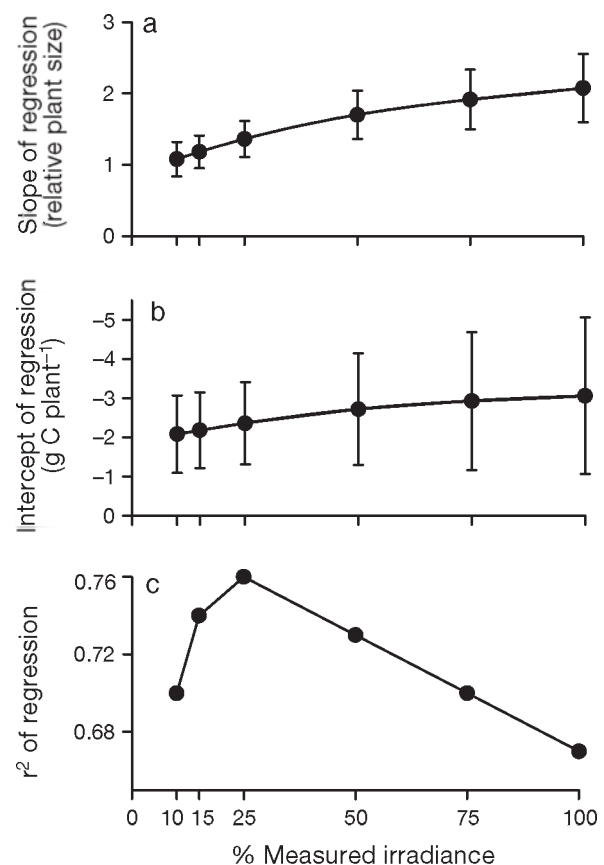 a
Slope of regression
(relative plant size)
3
2
1
0
b
Intercept of regression
(g C plant⁻¹)
–5
–4
–3
–2
–1
0
c
r² of regression
0.76
0.72
0.68
0 10 15 25 50 75 100
% Measured irradiance